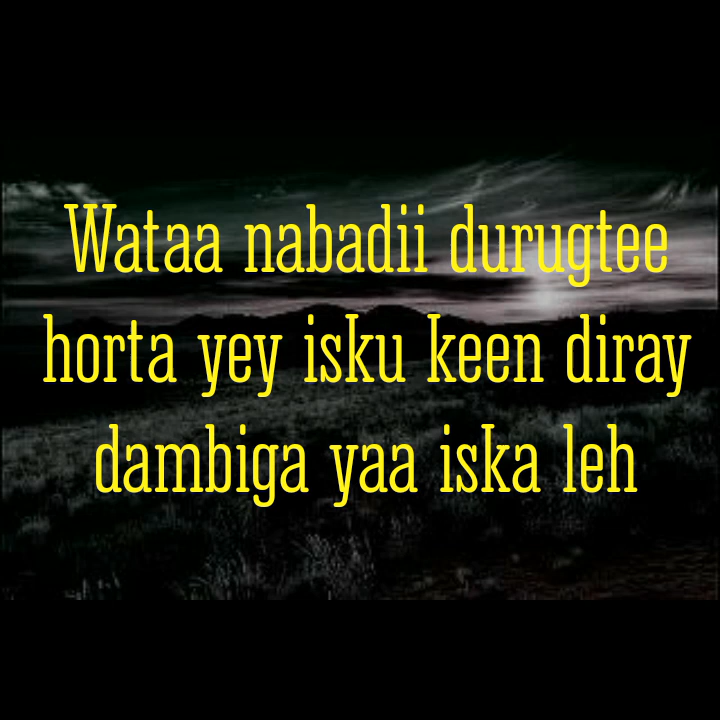 Wataa nabadii durugtee
horta yey isku keen diray
dambiga yaa iska leh